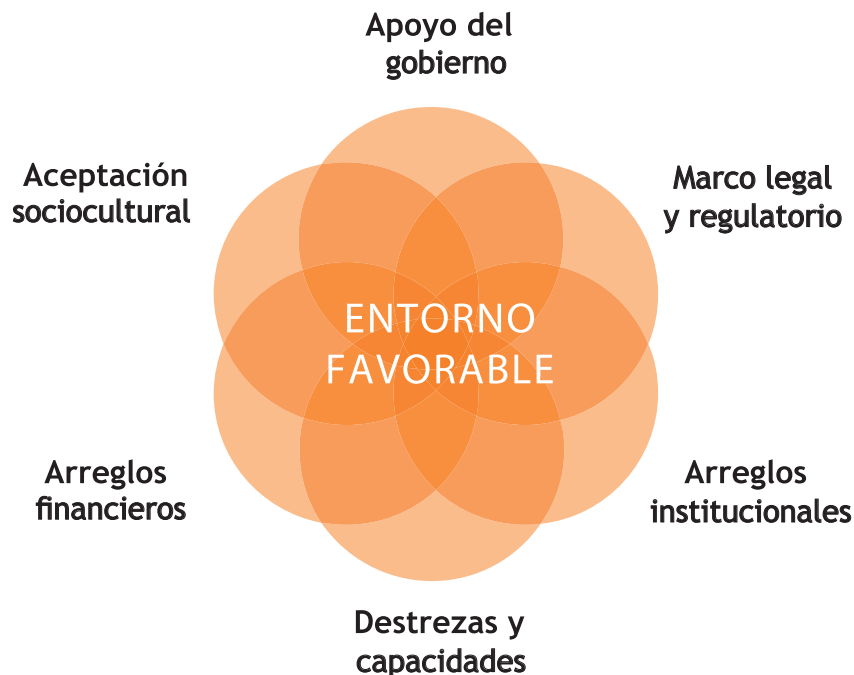 Apoyo del
gobierno
Aceptación
sociocultural
Marco legal
y regulatorio
ENTORNO
FAVORABLE
Arreglos
financieros
Arreglos
institucionales
Destrezas y
capacidades